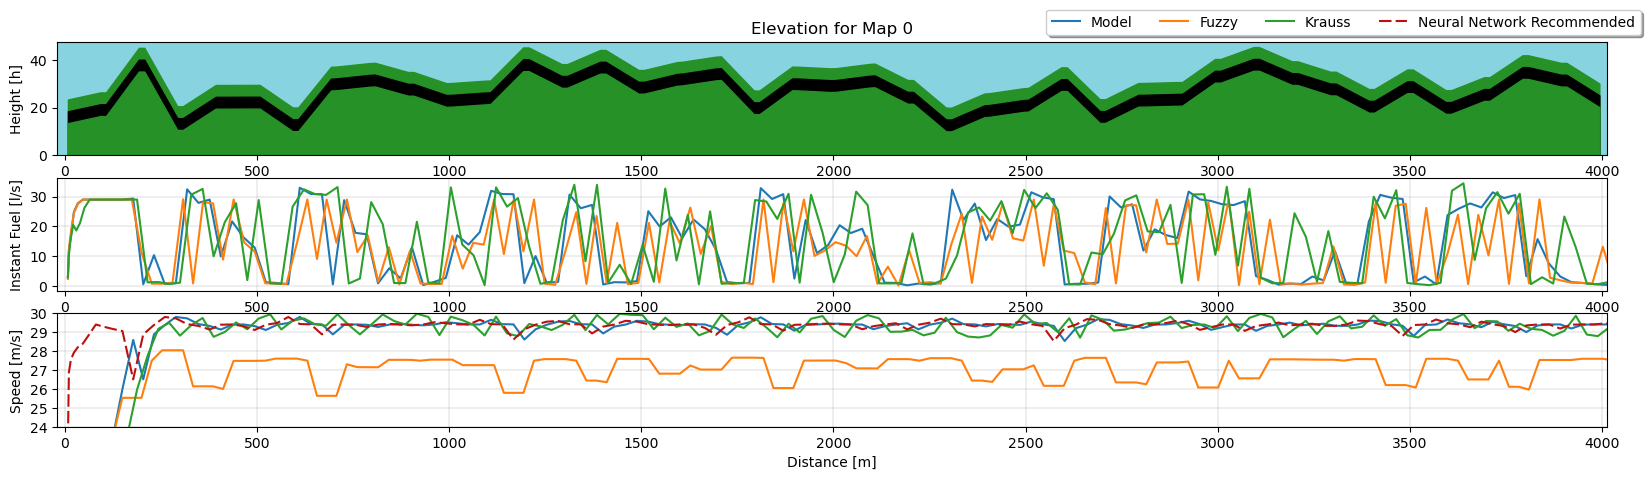 Model Fuzzy Krauss Neural Network Recommended
Elevation for Map 0
Height [h]
40
20
0
0 500 1000 1500 2000 2500 3000 3500 4000
Instant Fuel [l/s]
30
20
10
0
0 500 1000 1500 2000 2500 3000 3500 4000
Speed [m/s]
30
29
28
27
26
25
24
0 500 1000 1500 2000 2500 3000 3500 4000
Distance [m]